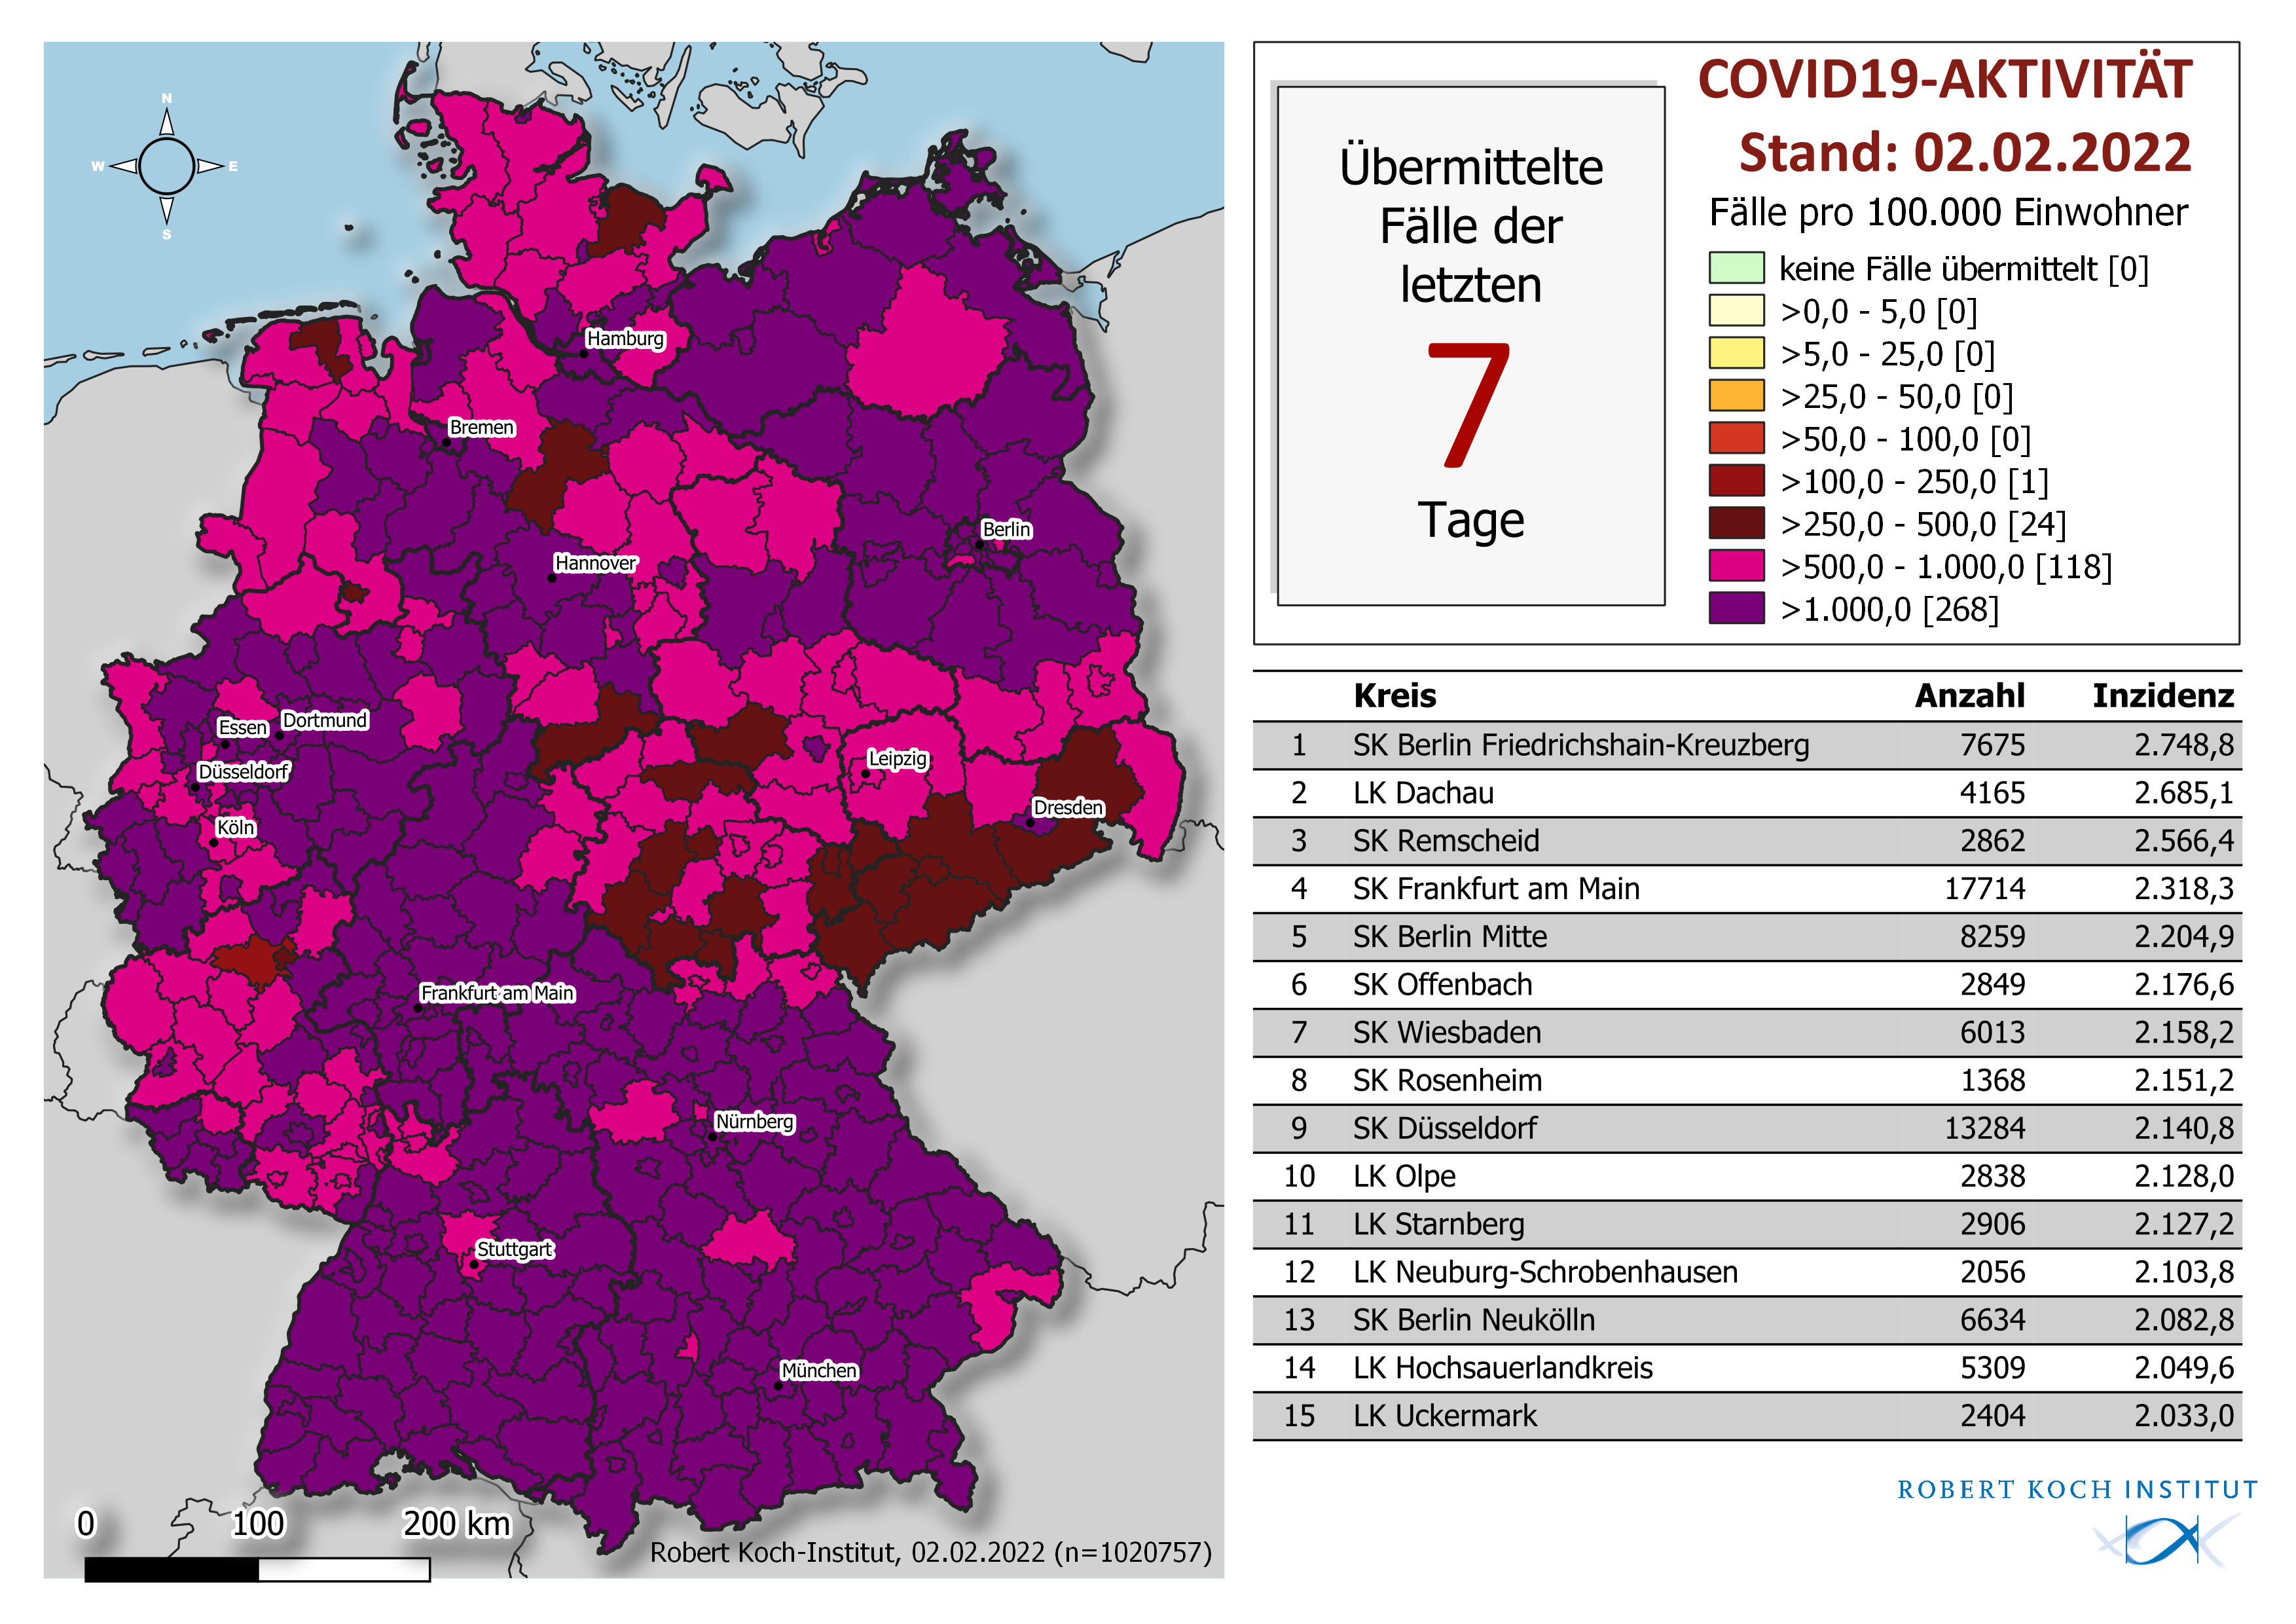 N
W
E
S
Hamburg
Bremen
Berlin
Hannover
Essen
Dortmund
Düsseldorf
Leipzig
Köln
Dresden
Frankfurt am Main
Nürnberg
Stuttgart
München
0
100
200 km
Robert Koch-Institut, 02.02.2022 (n=1020757)
Übermittelte
Fälle der
letzten
7
Tage
COVID19-AKTIVITÄT
Stand: 02.02.2022
Fälle pro 100.000 Einwohner
keine Fälle übermittelt [0]
>0,0 - 5,0 [0]
>5,0 - 25,0 [0]
>25,0 - 50,0 [0]
>50,0 - 100,0 [0]
>100,0 - 250,0 [1]
>250,0 - 500,0 [24]
>500,0 - 1.000,0 [118]
>1.000,0 [268]
Kreis Anzahl Inzidenz
1 SK Berlin Friedrichshain-Kreuzberg 7675 2.748,8
2 LK Dachau 4165 2.685,1
3 SK Remscheid 2862 2.566,4
4 SK Frankfurt am Main 17714 2.318,3
5 SK Berlin Mitte 8259 2.204,9
6 SK Offenbach 2849 2.176,6
7 SK Wiesbaden 6013 2.158,2
8 SK Rosenheim 1368 2.151,2
9 SK Düsseldorf 13284 2.140,8
10 LK Olpe 2838 2.128,0
11 LK Starnberg 2906 2.127,2
12 LK Neuburg-Schrobenhausen 2056 2.103,8
13 SK Berlin Neukölln 6634 2.082,8
14 LK Hochsauerlandkreis 5309 2.049,6
15 LK Uckermark 2404 2.033,0
ROBERT KOCH INSTITUT